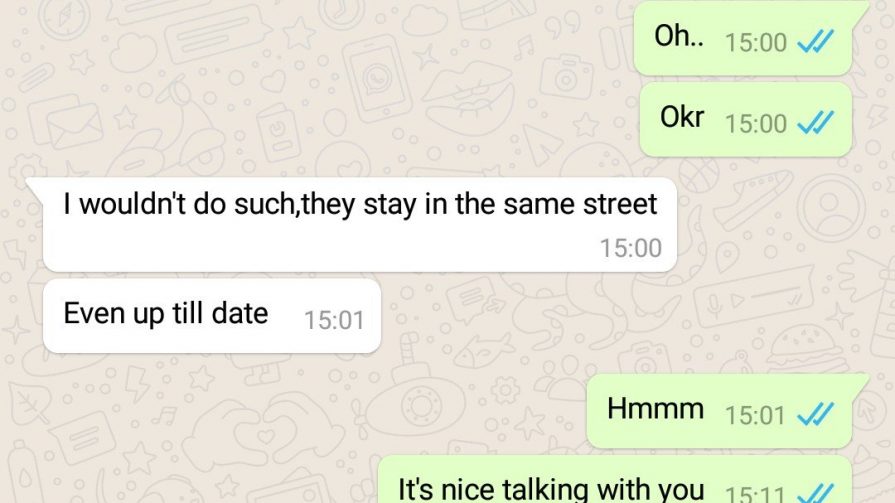 Oh.. 15:00
Okr 15:00
I wouldn't do such,they stay in the same street
15:00
Even up till date 15:01
Hmmm 15:01
It's nice talking with you 15:11